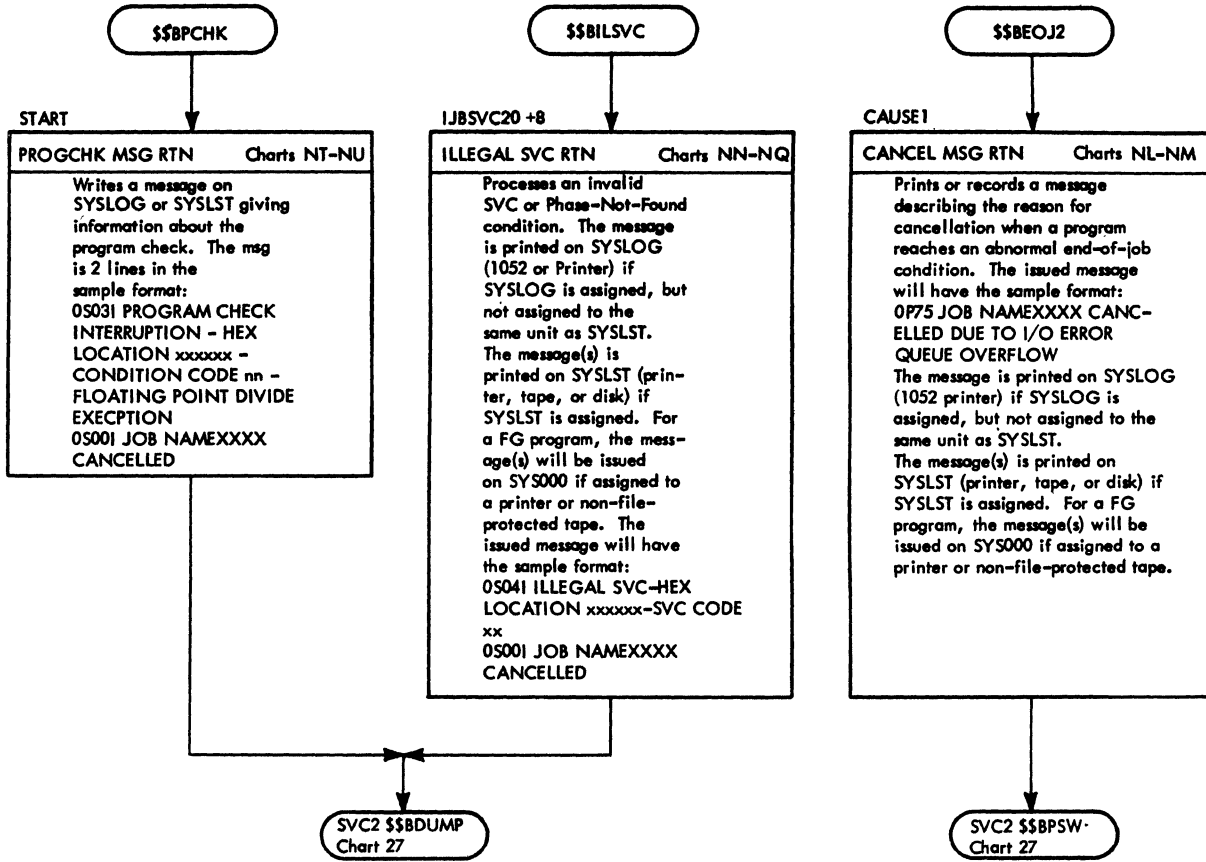 $$BPCHK
START
PROGCHK MSG RTN Charts NT-NU
Writes a message on
SYSLOG or SYSLST giving
information about the
program check. The msg
is 2 lines in the
sample format:
0S03I PROGRAM CHECK
INTERRUPTION - HEX
LOCATION xxxxxx -
CONDITION CODE nn -
FLOATING POINT DIVIDE
EXECPTION
0S00I JOB NAMEXXXX
CANCELLED
$$BILSVC
IJBSVC20 +8
ILLEGAL SVC RTN Charts NN-NQ
Processes an invalid
SVC or Phase-Not-Found
condition. The message
is printed on SYSLOG
(1052 or Printer) if
SYSLOG is assigned, but
not assigned to the
same unit as SYSLST.
The message(s) is
printed on SYSLST (prin-
ter, tape, or disk) if
SYSLST is assigned. For
a FG program, the mess-
age(s) will be issued
on SYS000 if assigned to
a printer or non-file-
protected tape. The
issued message will have
the sample format:
0S04I ILLEGAL SVC-HEX
LOCATION xxxxxx-SVC CODE
xx
0S00I JOB NAMEXXXX
CANCELLED
SVC2 $$BDUMP
Chart 27
$$BEOJ2
CAUSE1
CANCEL MSG RTN Charts NL-NM
Prints or records a message
describing the reason for
cancellation when a program
reaches an abnormal end-of-job
condition. The issued message
will have the sample format:
0P75 JOB NAMEXXXX CANC-
ELLED DUE TO I/O ERROR
QUEUE OVERFLOW
The message is printed on SYSLOG
(1052 printer) if SYSLOG is
assigned, but not assigned to the
same unit as SYSLST.
The message(s) is printed on
SYSLST (printer, tape, or disk) if
SYSLST is assigned. For a FG
program, the message(s) will be
issued on SYS000 if assigned to a
printer or non-file-protected tape.
SVC2 $$BPSW
Chart 27